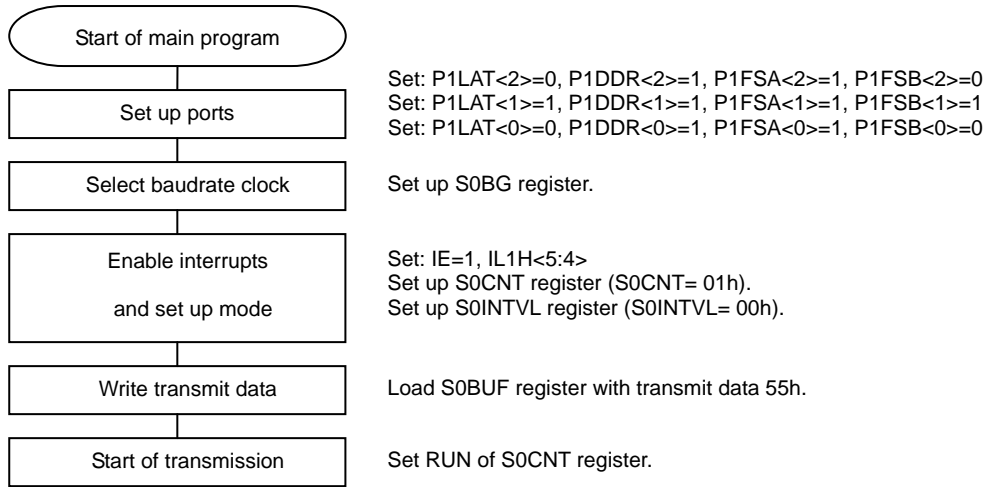 Start of main program
Set up ports
Set: P1LAT<2>=0, P1DDR<2>=1, P1FSA<2>=1, P1FSB<2>=0
Set: P1LAT<1>=1, P1DDR<1>=1, P1FSA<1>=1, P1FSB<1>=1
Set: P1LAT<0>=0, P1DDR<0>=1, P1FSA<0>=1, P1FSB<0>=0
Select baudrate clock
Set up S0BG register.
Enable interrupts
and set up mode
Set: IE=1, IL1H<5:4>
Set up S0CNT register (S0CNT= 01h).
Set up S0INTVL register (S0INTVL= 00h).
Write transmit data
Load S0BUF register with transmit data 55h.
Start of transmission
Set RUN of S0CNT register.